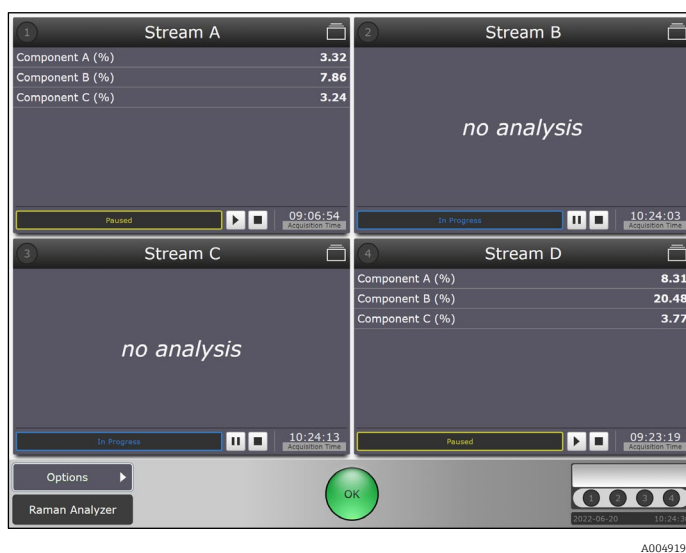 1 Stream A
Component A (%) 3.32
Component B (%) 7.86
Component C (%) 3.24
Paused 09:06:54
Acquisition Time
2 Stream B
no analysis
In Progress 10:24:03
Acquisition Time
3 Stream C
no analysis
In Progress 10:24:13
Acquisition Time
4 Stream D
Component A (%) 8.31
Component B (%) 20.48
Component C (%) 3.77
Paused 09:23:19
Acquisition Time
Options
Raman Analyzer
OK
1 2 3 4
2022-06-20
A004919